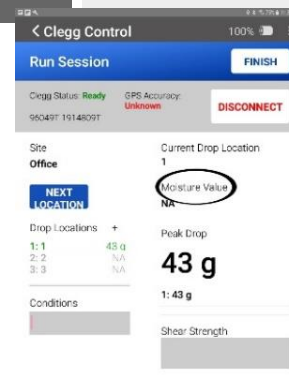 Clegg Control
100%
Run Session
FINISH
Clegg Status: Ready
GPS Accuracy:
Unknown
DISCONNECT
96049T 1914809T
Site
Office
Current Drop Location
1
NEXT
LOCATION
Moisture Value
NA
Drop Locations +
1: 1 43 g
2: 2 NA
3: 3 NA
Peak Drop
43 g
1: 43 g
Conditions
Shear Strength